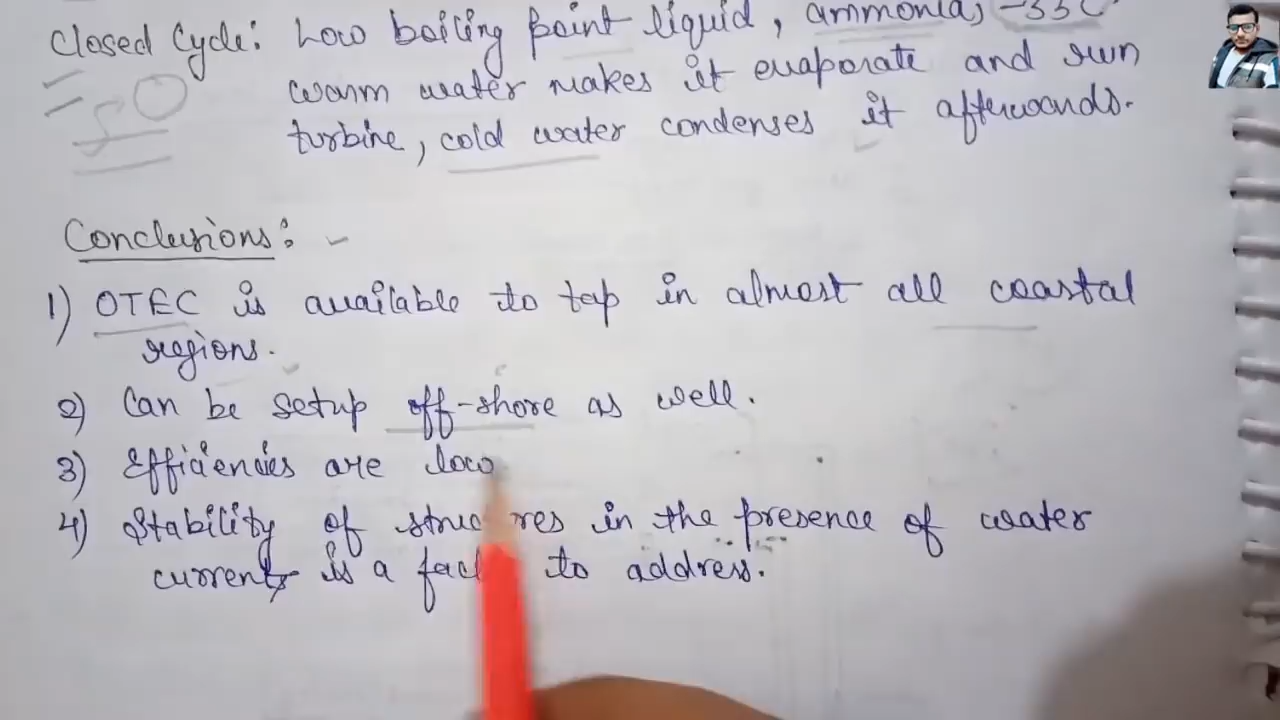 Closed Cycle: Low boiling point liquid, ammonia, -33C
warm water makes it evaporate and run
turbine, cold water condenses it afterwards.
Conclusions:
1) OTEC is available to tap in almost all coastal
regions.
2) Can be setup off-shore as well.
3) Efficiencies are low
4) Stability of structures in the presence of water
currents is a to address.